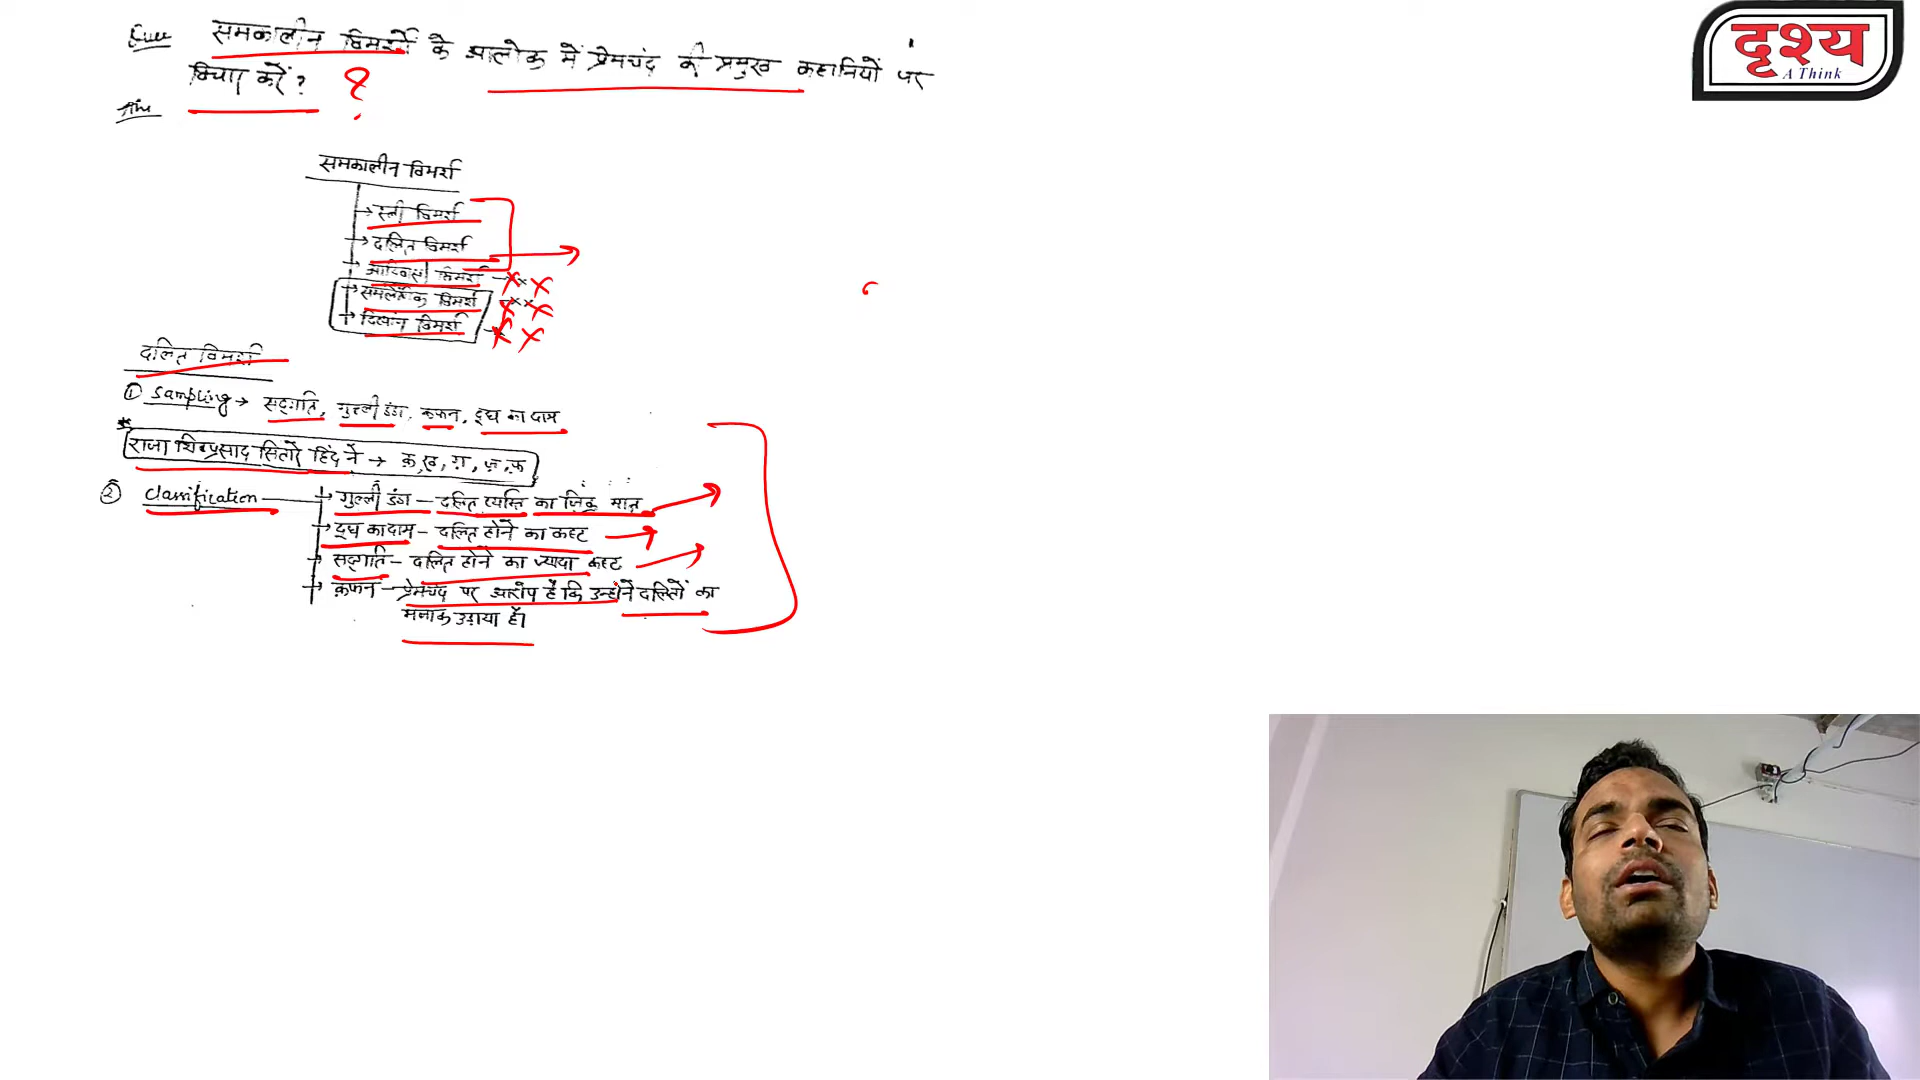 Ques समकालीन विमर्शों के आलोक में प्रेमचंद की प्रमुख कहानियों पर
विचार करें?
Ans
समकालीन विमर्श
→ स्त्री विमर्श
→ दलित विमर्श
→ आदिवासी विमर्श → x x
→ समलैंगिक विमर्श → x x
→ दिव्यांग विमर्श → x x
दलित विमर्श
① Sampling → सद्गति, गुल्ली डंडा, कफन, दूध का दाम
* राजा शिवप्रसाद सितारे हिंद ने → क़, ख़, ग़, ज़, फ़
② Classification → गुल्ली डंडा – दलित व्यक्ति का ज़िक्र मात्र
→ दूध का दाम – दलित होने का कष्ट
→ सद्गति – दलित होने का ज्यादा कष्ट
→ कफन – प्रेमचंद पर आरोप है कि उन्होंने दलितों का
मजाक उड़ाया है।
दृश्य
A Think